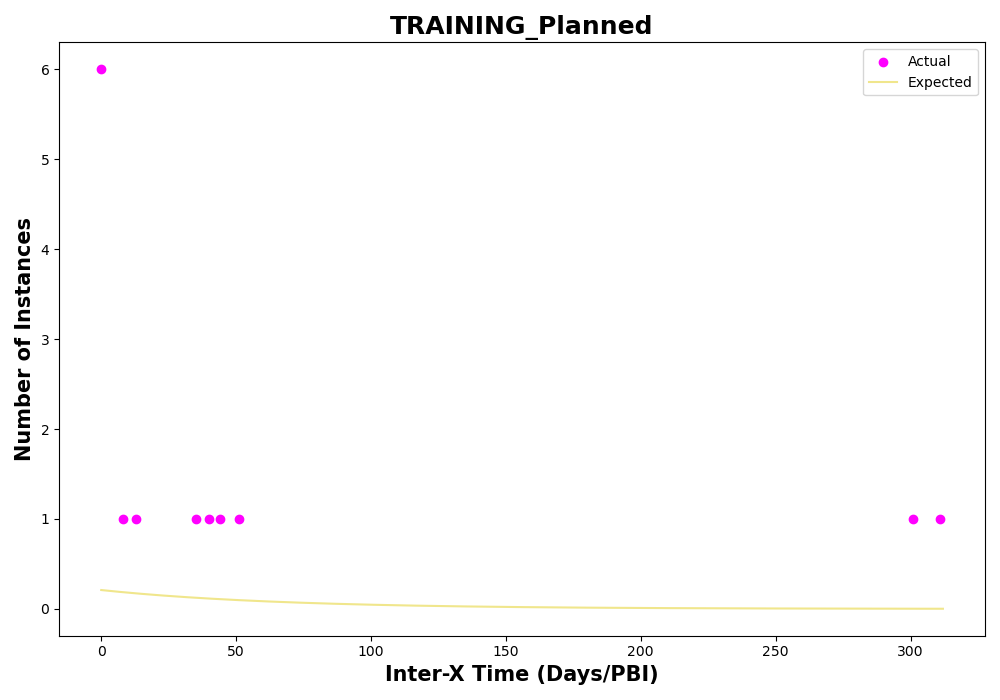 TRAINING_Planned
Actual
Expected
Number of Instances
6
5
4
3
2
1
0
0
50
100
150
200
250
300
Inter-X Time (Days/PBI)